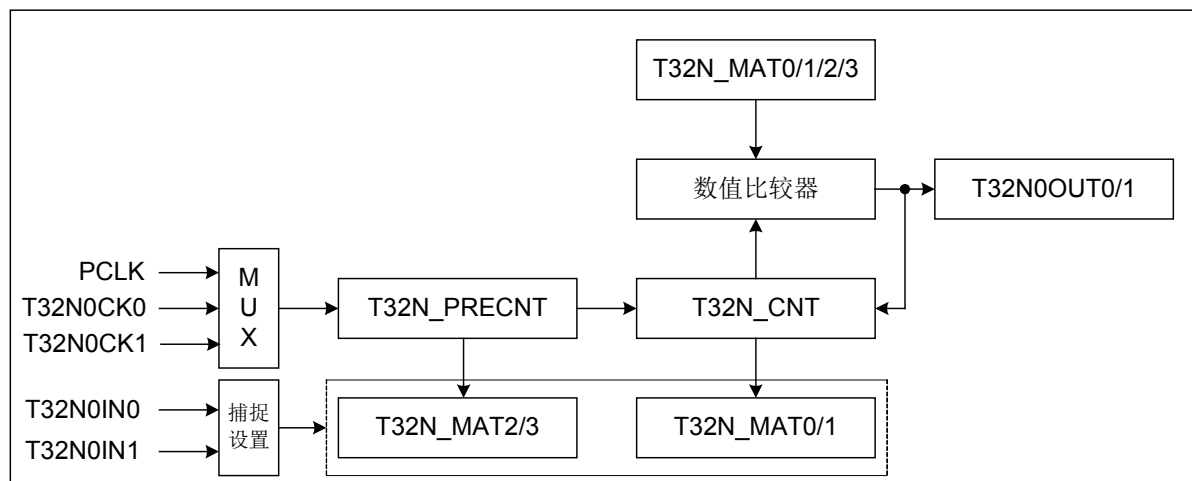 T32N_MAT0/1/2/3
数值比较器
T32N0OUT0/1
PCLK
T32N0CK0
T32N0CK1
M
U
X
T32N_PRECNT
T32N_CNT
T32N0IN0
T32N0IN1
捕捉
设置
T32N_MAT2/3
T32N_MAT0/1